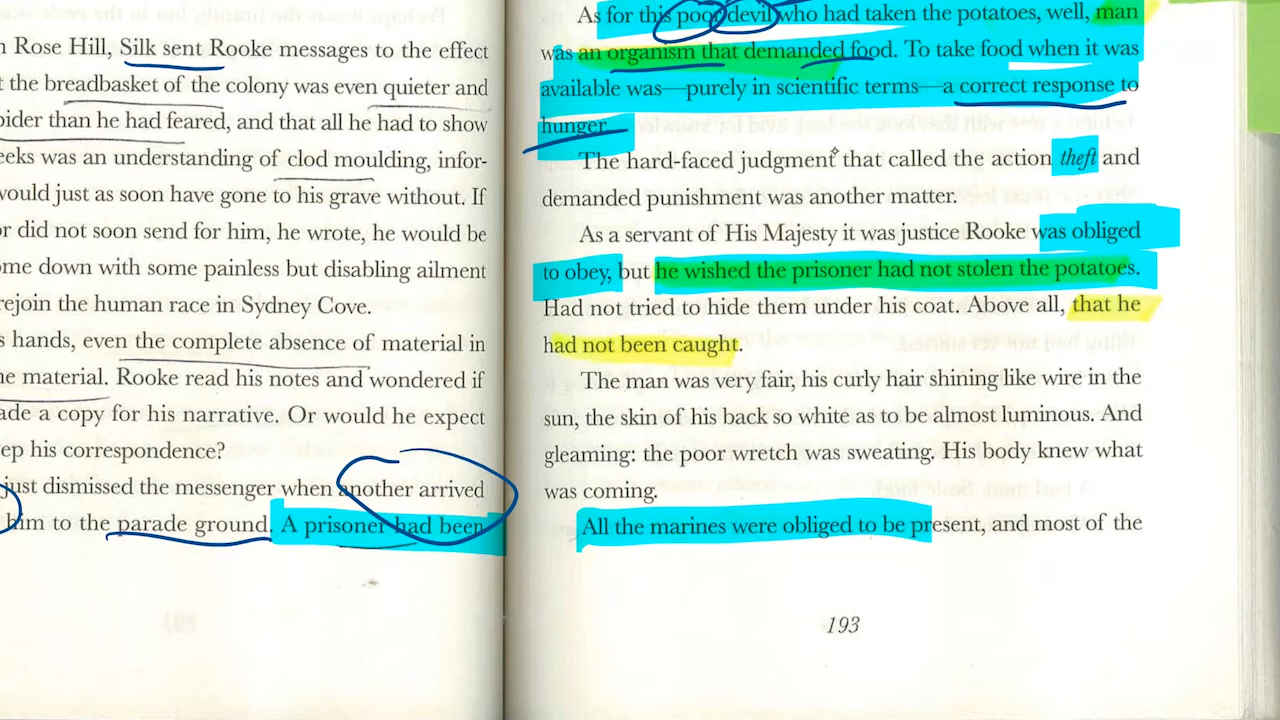 Rose Hill, Silk sent Rooke messages to the effect
the breadbasket of the colony was even quieter and
than he had feared, and that all he had to show
was an understanding of clod moulding, infor-
would just as soon have gone to his grave without. If
did not soon send for him, he wrote, he would be
down with some painless but disabling ailment
rejoin the human race in Sydney Cove.
hands, even the complete absence of material in
material. Rooke read his notes and wondered if
a copy for his narrative. Or would he expect
his correspondence?
just dismissed the messenger when another arrived
him to the parade ground. A prisoner had been
As for this poor devil who had taken the potatoes, well, man
was an organism that demanded food. To take food when it was
available was—purely in scientific terms—a correct response to
hunger.
The hard-faced judgment that called the action theft and
demanded punishment was another matter.
As a servant of His Majesty it was justice Rooke was obliged
to obey, but he wished the prisoner had not stolen the potatoes.
Had not tried to hide them under his coat. Above all, that he
had not been caught.
The man was very fair, his curly hair shining like wire in the
sun, the skin of his back so white as to be almost luminous. And
gleaming: the poor wretch was sweating. His body knew what
was coming.
All the marines were obliged to be present, and most of the
193